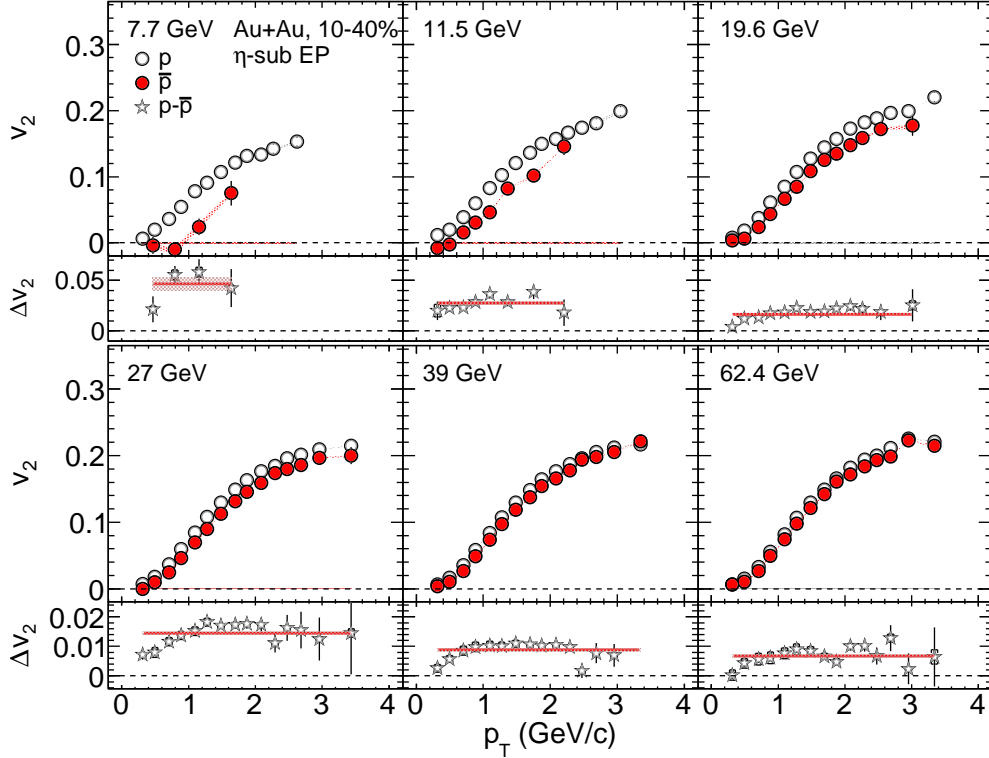 7.7 GeV Au+Au, 10-40%
η-sub EP
p
p̅
p-p̅
11.5 GeV
19.6 GeV
v2
0.3
0.2
0.1
0
Δv2
0.05
0
27 GeV
39 GeV
62.4 GeV
v2
0.3
0.2
0.1
0
Δv2
0.02
0.01
0
0 1 2 3 0 1 2 3 0 1 2 3 4
pT (GeV/c)